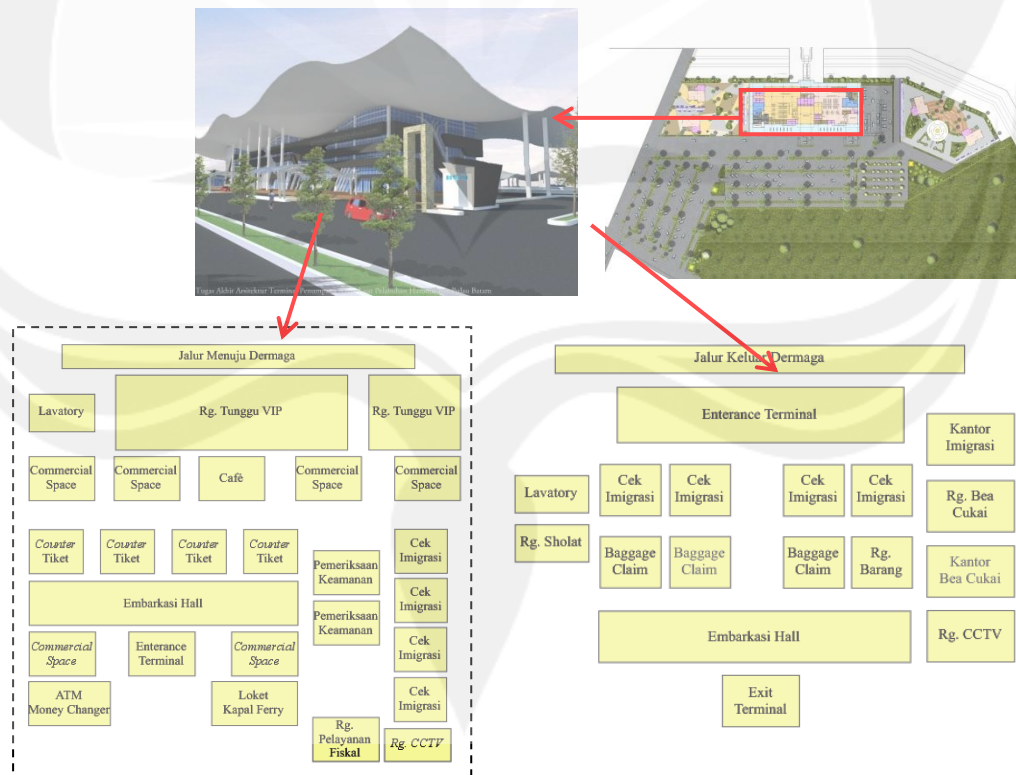 Tugas Akhir Arsitektur Terminal Penumpang
Jalur Menuju Dermaga
Lavatory
Rg. Tunggu VIP
Rg. Tunggu VIP
Commercial
Space
Commercial
Space
Café
Commercial
Space
Commercial
Space
Counter
Tiket
Counter
Tiket
Counter
Tiket
Counter
Tiket
Pemeriksaan
Keamanan
Cek
Imigrasi
Embarkasi Hall
Pemeriksaan
Keamanan
Cek
Imigrasi
Commercial
Space
Enterance
Terminal
Commercial
Space
Cek
Imigrasi
ATM
Money Changer
Loket
Kapal Ferry
Cek
Imigrasi
Rg.
Pelayanan
Fiskal
Rg. CCTV
Jalur Keluar Dermaga
Enterance Terminal
Kantor
Imigrasi
Lavatory
Cek
Imigrasi
Cek
Imigrasi
Cek
Imigrasi
Cek
Imigrasi
Rg. Bea
Cukai
Rg. Sholat
Baggage
Claim
Baggage
Claim
Baggage
Claim
Rg.
Barang
Kantor
Bea Cukai
Embarkasi Hall
Rg. CCTV
Exit
Terminal